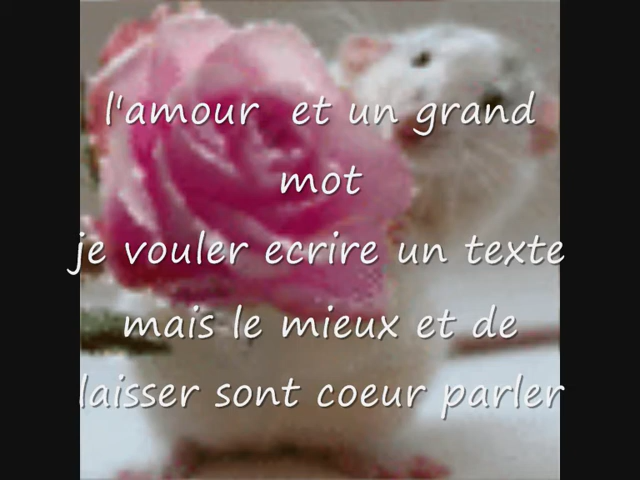 l'amour et un grand
mot
je vouler ecrire un texte
mais le mieux et de
laisser sont coeur parler